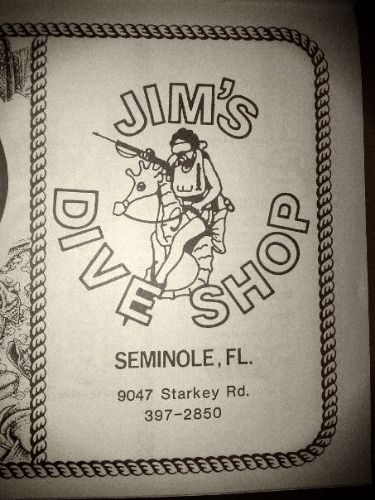 JIM'S
DIVE SHOP
SEMINOLE, FL.
9047 Starkey Rd.
397-2850